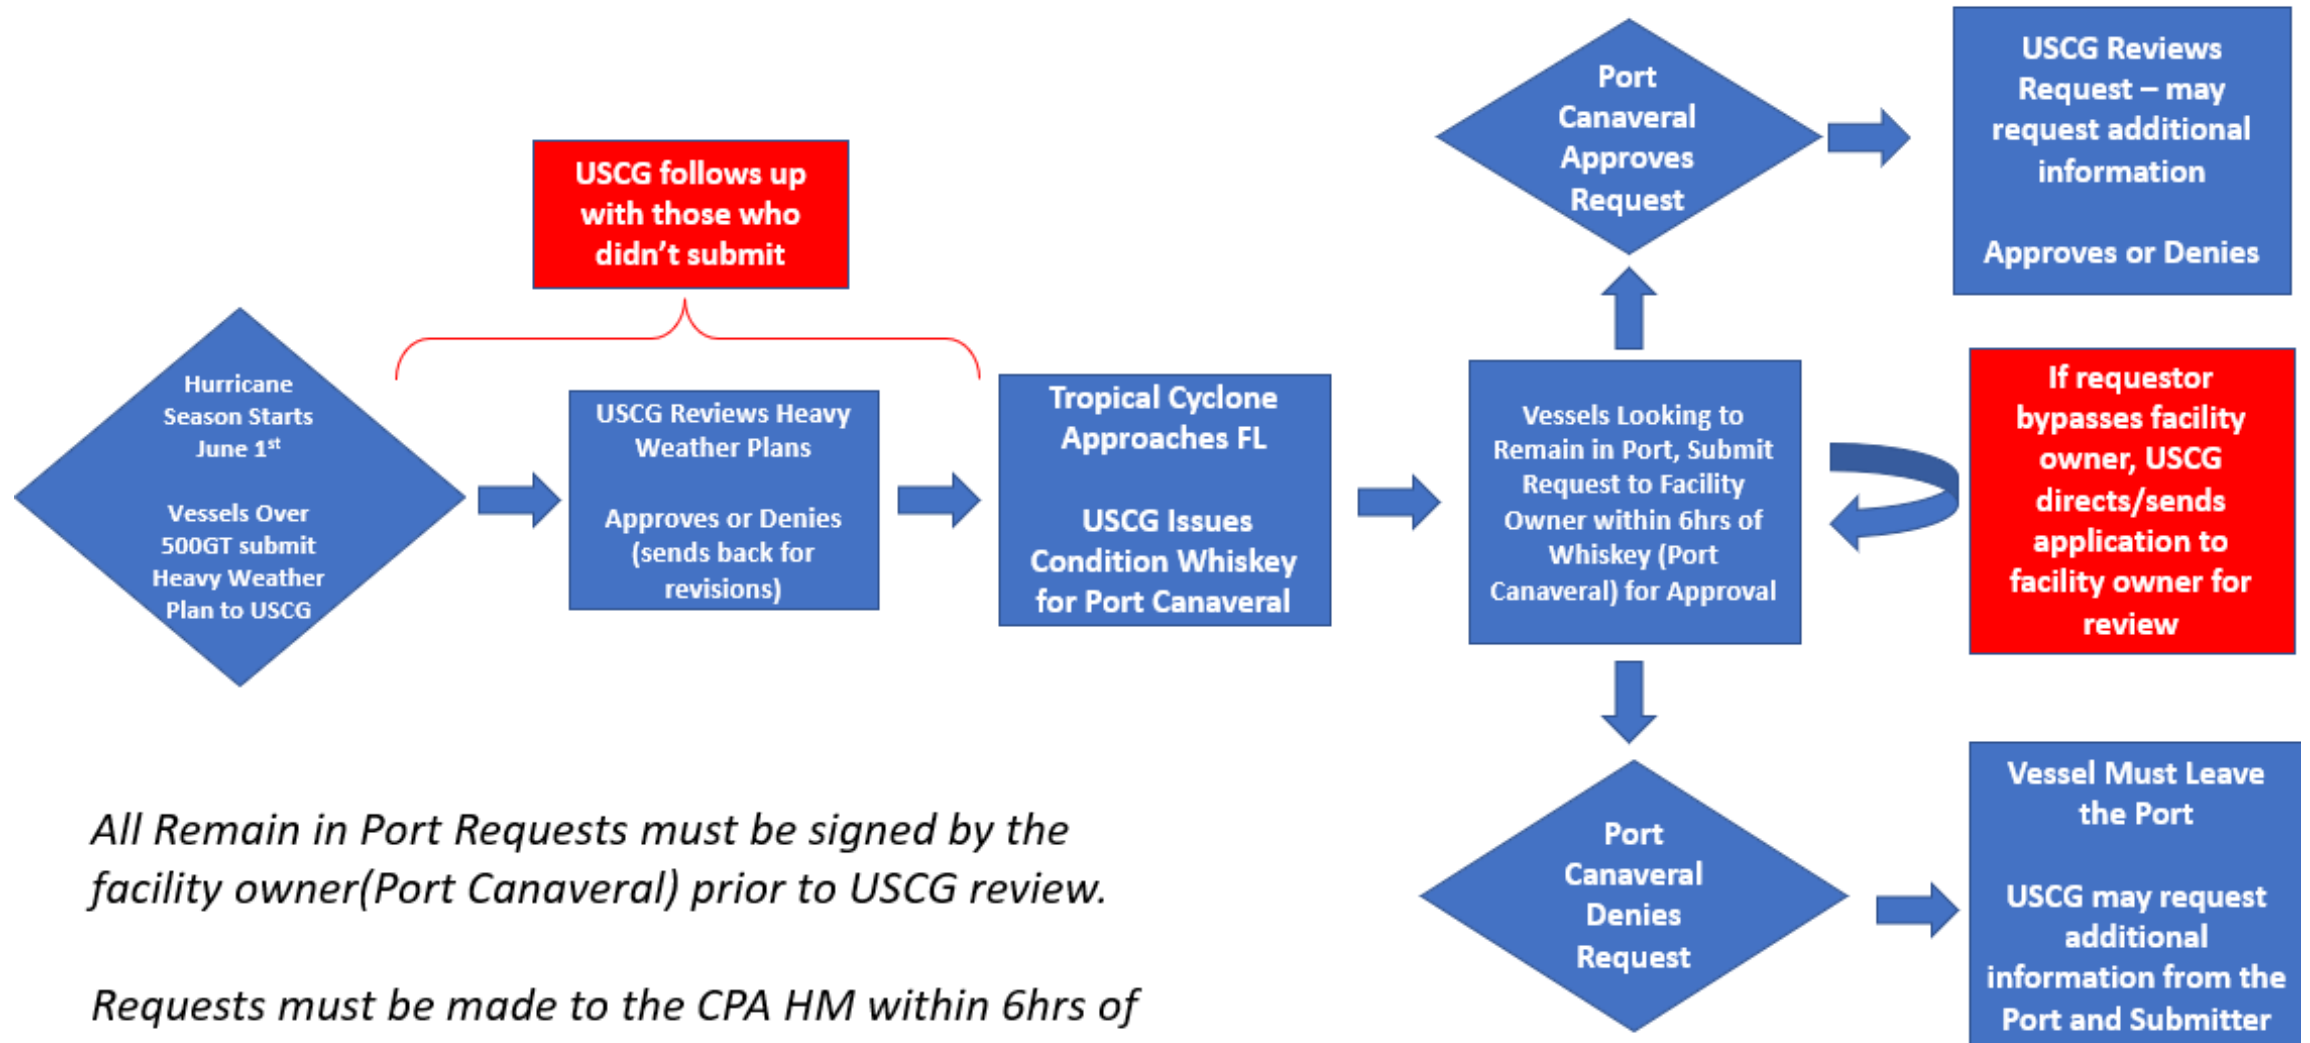 Hurricane
Season Starts
June 1st
Vessels Over
500GT submit
Heavy Weather
Plan to USCG
USCG follows up
with those who
didn't submit
USCG Reviews Heavy
Weather Plans
Approves or Denies
(sends back for
revisions)
Tropical Cyclone
Approaches FL
USCG Issues
Condition Whiskey
for Port Canaveral
Vessels Looking to
Remain in Port, Submit
Request to Facility
Owner within 6hrs of
Whiskey (Port
Canaveral) for Approval
Port
Canaveral
Approves
Request
USCG Reviews
Request – may
request additional
information
Approves or Denies
If requestor
bypasses facility
owner, USCG
directs/sends
application to
facility owner for
review
Port
Canaveral
Denies
Request
Vessel Must Leave
the Port
USCG may request
additional
information from the
Port and Submitter
All Remain in Port Requests must be signed by the
facility owner(Port Canaveral) prior to USCG review.
Requests must be made to the CPA HM within 6hrs of